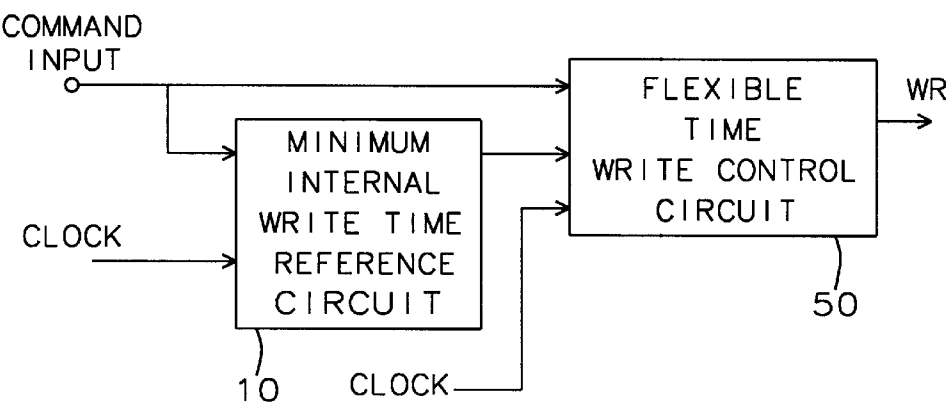 COMMAND
INPUT
FLEXIBLE
TIME
WRITE CONTROL
CIRCUIT
WR
MINIMUM
INTERNAL
WRITE TIME
REFERENCE
CIRCUIT
CLOCK
50
10
CLOCK